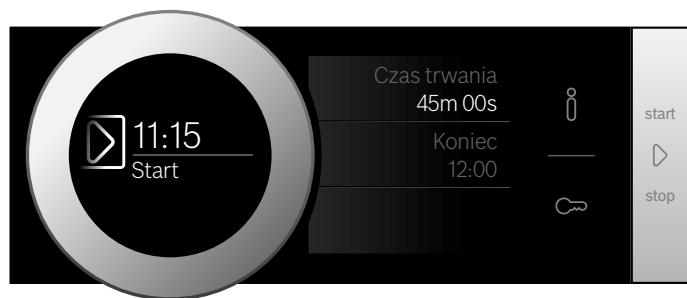 11:15
Start
Czas trwania
45m 00s
Koniec
12:00
start
stop